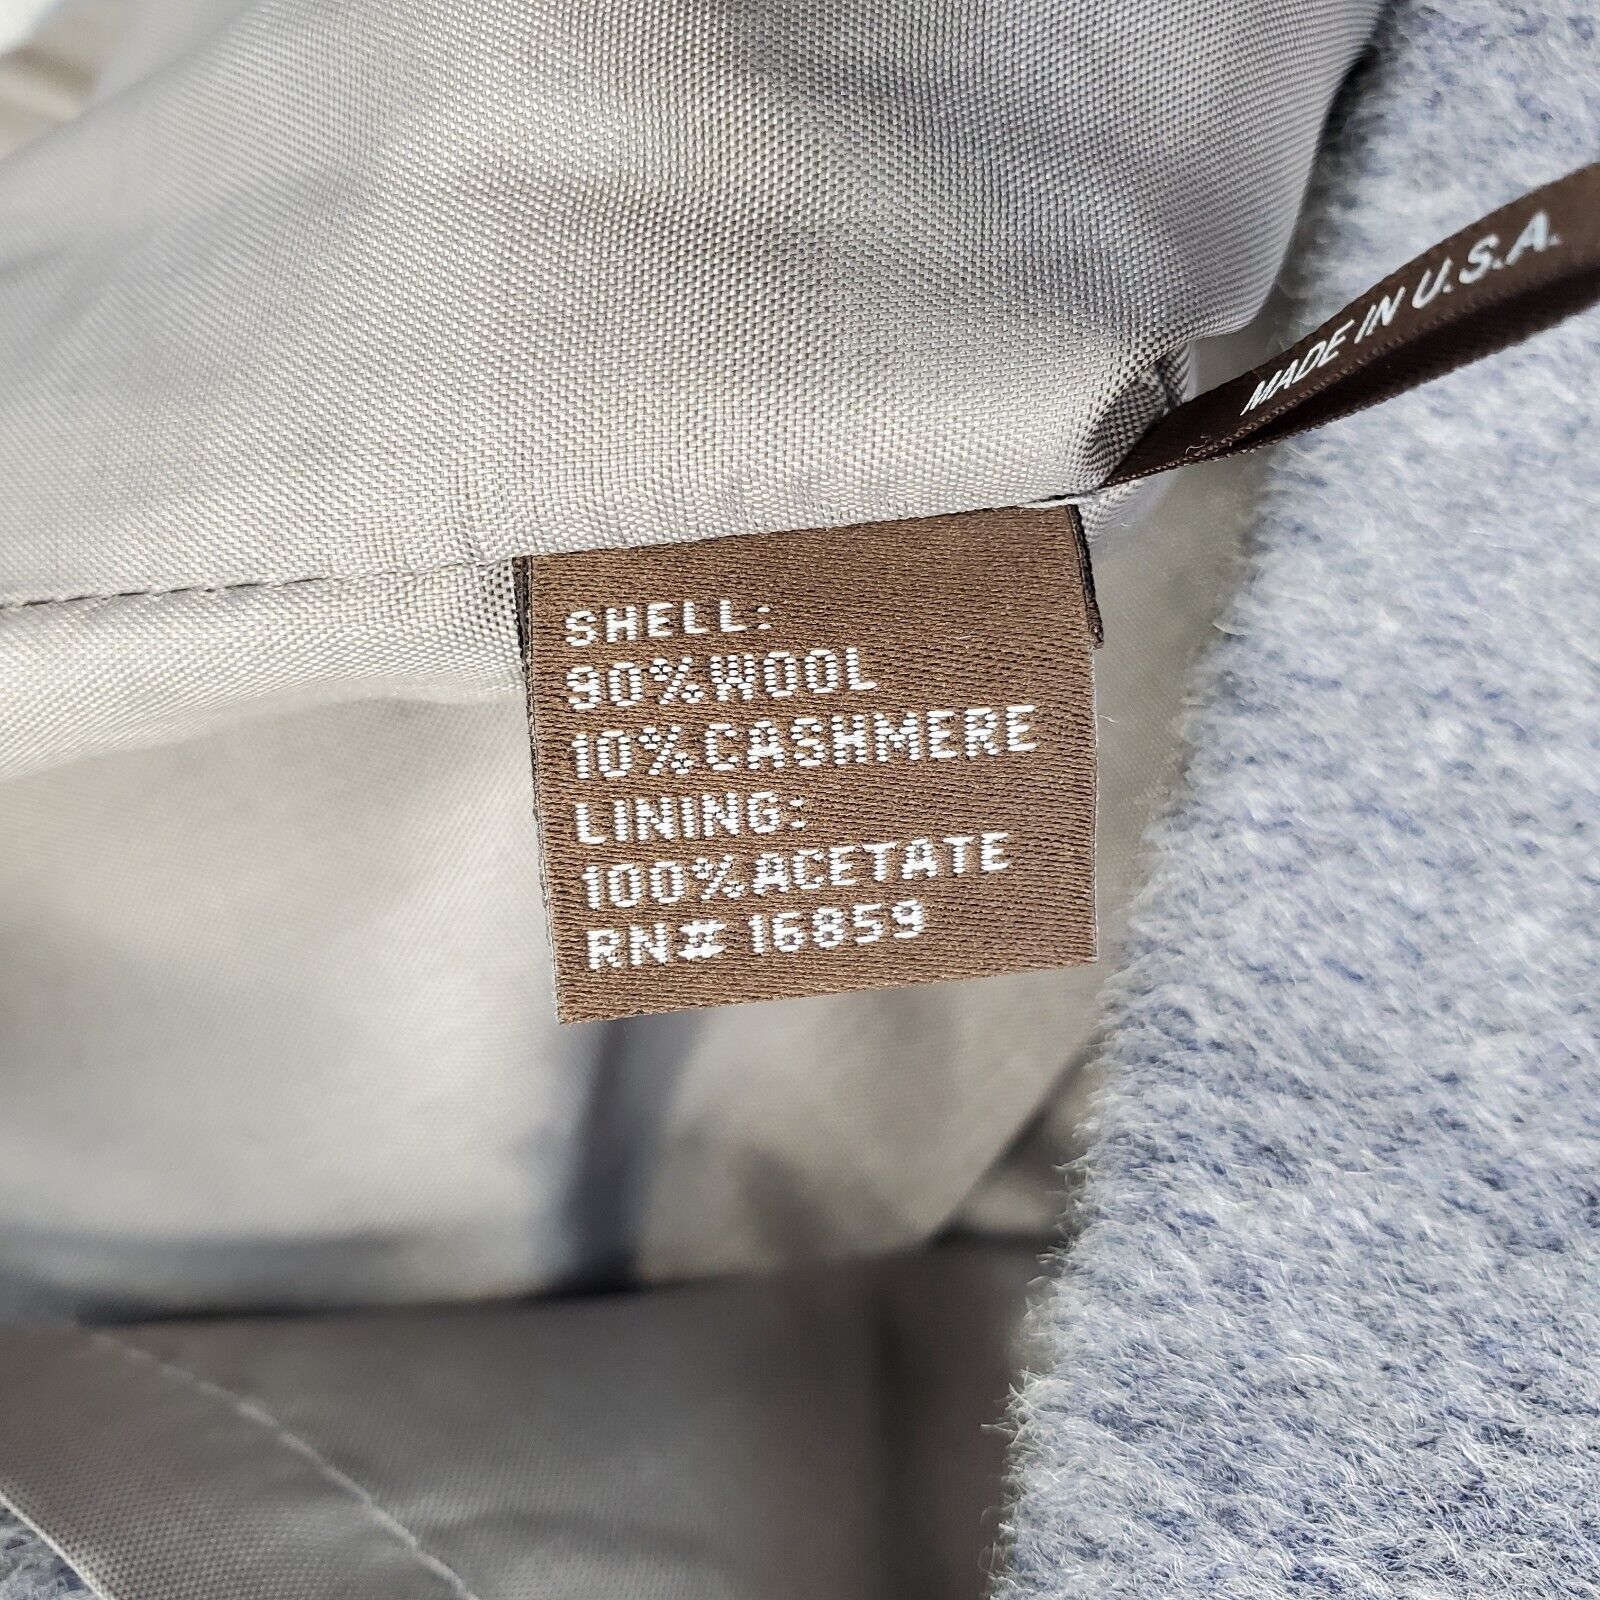 MADE IN U.S.A.
SHELL:
90%WOOL
10%CASHMERE
LINING:
100%ACETATE
RN# 16859